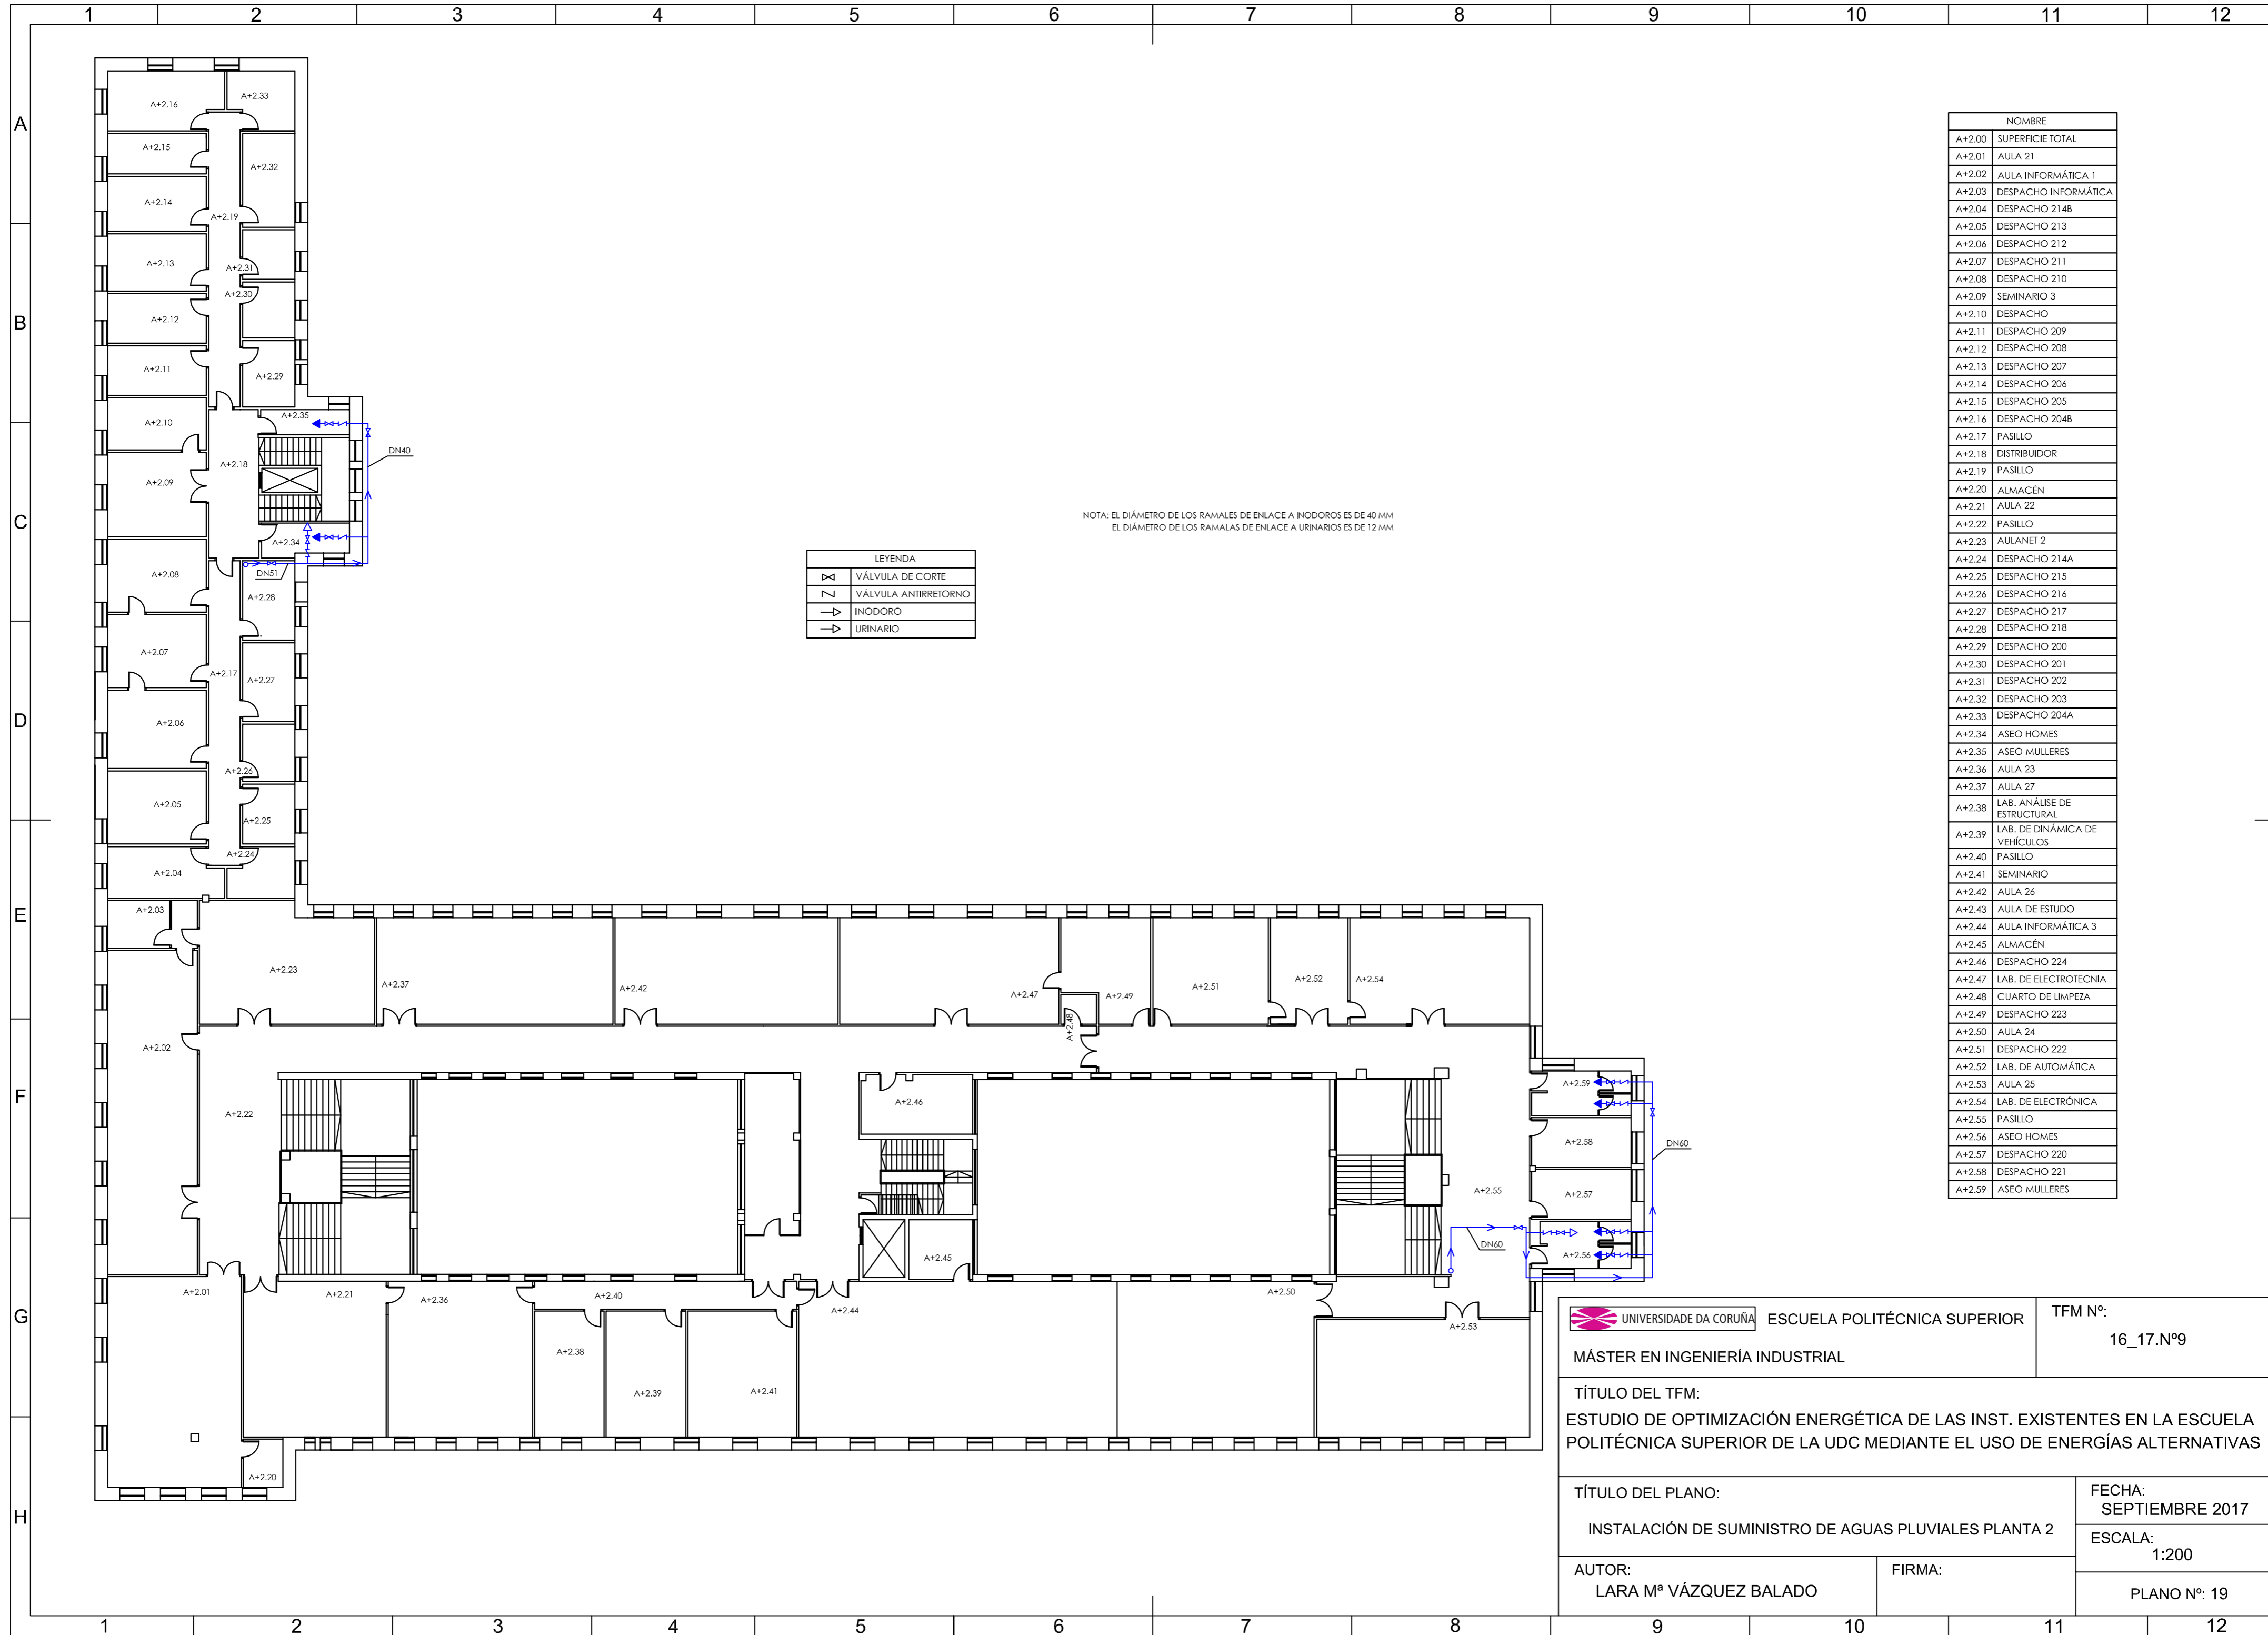 1 2 3 4 5 6 7 8 9 10 11 12
A
B
C
D
E
F
G
H
A+2.16
A+2.33
A+2.15
A+2.32
A+2.14
A+2.19
A+2.13
A+2.31
A+2.30
A+2.12
A+2.11
A+2.29
A+2.35
A+2.10
DN40
A+2.18
A+2.09
A+2.34
A+2.08
DN51
A+2.28
A+2.07
A+2.17
A+2.27
A+2.06
A+2.26
A+2.05
A+2.25
A+2.24
A+2.04
A+2.03
A+2.23
A+2.37
A+2.42
A+2.47
A+2.49
A+2.51
A+2.52
A+2.54
A+2.48
A+2.02
A+2.22
A+2.46
A+2.59
A+2.58
DN60
A+2.57
A+2.55
DN60
A+2.56
A+2.45
A+2.01
A+2.21
A+2.36
A+2.40
A+2.44
A+2.50
A+2.53
A+2.38
A+2.39
A+2.41
A+2.20
NOTA: EL DIÁMETRO DE LOS RAMALES DE ENLACE A INODOROS ES DE 40 MM
EL DIÁMETRO DE LOS RAMALAS DE ENLACE A URINARIOS ES DE 12 MM
LEYENDA
VÁLVULA DE CORTE
VÁLVULA ANTIRRETORNO
INODORO
URINARIO
NOMBRE
A+2.00 SUPERFICIE TOTAL
A+2.01 AULA 21
A+2.02 AULA INFORMÁTICA 1
A+2.03 DESPACHO INFORMÁTICA
A+2.04 DESPACHO 214B
A+2.05 DESPACHO 213
A+2.06 DESPACHO 212
A+2.07 DESPACHO 211
A+2.08 DESPACHO 210
A+2.09 SEMINARIO 3
A+2.10 DESPACHO
A+2.11 DESPACHO 209
A+2.12 DESPACHO 208
A+2.13 DESPACHO 207
A+2.14 DESPACHO 206
A+2.15 DESPACHO 205
A+2.16 DESPACHO 204B
A+2.17 PASILLO
A+2.18 DISTRIBUIDOR
A+2.19 PASILLO
A+2.20 ALMACÉN
A+2.21 AULA 22
A+2.22 PASILLO
A+2.23 AULANET 2
A+2.24 DESPACHO 214A
A+2.25 DESPACHO 215
A+2.26 DESPACHO 216
A+2.27 DESPACHO 217
A+2.28 DESPACHO 218
A+2.29 DESPACHO 200
A+2.30 DESPACHO 201
A+2.31 DESPACHO 202
A+2.32 DESPACHO 203
A+2.33 DESPACHO 204A
A+2.34 ASEO HOMES
A+2.35 ASEO MULLERES
A+2.36 AULA 23
A+2.37 AULA 27
A+2.38 LAB. ANÁLISE DE
ESTRUCTURAL
A+2.39 LAB. DE DINÁMICA DE
VEHÍCULOS
A+2.40 PASILLO
A+2.41 SEMINARIO
A+2.42 AULA 26
A+2.43 AULA DE ESTUDO
A+2.44 AULA INFORMÁTICA 3
A+2.45 ALMACÉN
A+2.46 DESPACHO 224
A+2.47 LAB. DE ELECTROTECNIA
A+2.48 CUARTO DE LIMPEZA
A+2.49 DESPACHO 223
A+2.50 AULA 24
A+2.51 DESPACHO 222
A+2.52 LAB. DE AUTOMÁTICA
A+2.53 AULA 25
A+2.54 LAB. DE ELECTRÓNICA
A+2.55 PASILLO
A+2.56 ASEO HOMES
A+2.57 DESPACHO 220
A+2.58 DESPACHO 221
A+2.59 ASEO MULLERES
UNIVERSIDADE DA CORUÑA ESCUELA POLITÉCNICA SUPERIOR
MÁSTER EN INGENIERÍA INDUSTRIAL
TFM Nº:
16_17.Nº9
TÍTULO DEL TFM:
ESTUDIO DE OPTIMIZACIÓN ENERGÉTICA DE LAS INST. EXISTENTES EN LA ESCUELA
POLITÉCNICA SUPERIOR DE LA UDC MEDIANTE EL USO DE ENERGÍAS ALTERNATIVAS
TÍTULO DEL PLANO:
INSTALACIÓN DE SUMINISTRO DE AGUAS PLUVIALES PLANTA 2
FECHA:
SEPTIEMBRE 2017
ESCALA:
1:200
AUTOR:
LARA Mª VÁZQUEZ BALADO
FIRMA:
PLANO Nº: 19
1 2 3 4 5 6 7 8 9 10 11 12